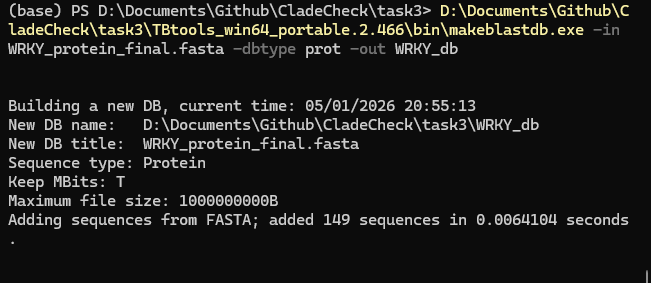 (base) PS D:\Documents\Github\CladeCheck\task3> D:\Documents\Github\C
ladeCheck\task3\TBtools_win64_portable.2.466\bin\makeblastdb.exe -in
WRKY_protein_final.fasta -dbtype prot -out WRKY_db
Building a new DB, current time: 05/01/2026 20:55:13
New DB name:   D:\Documents\Github\CladeCheck\task3\WRKY_db
New DB title:  WRKY_protein_final.fasta
Sequence type: Protein
Keep MBits: T
Maximum file size: 1000000000B
Adding sequences from FASTA; added 149 sequences in 0.0064104 seconds
.